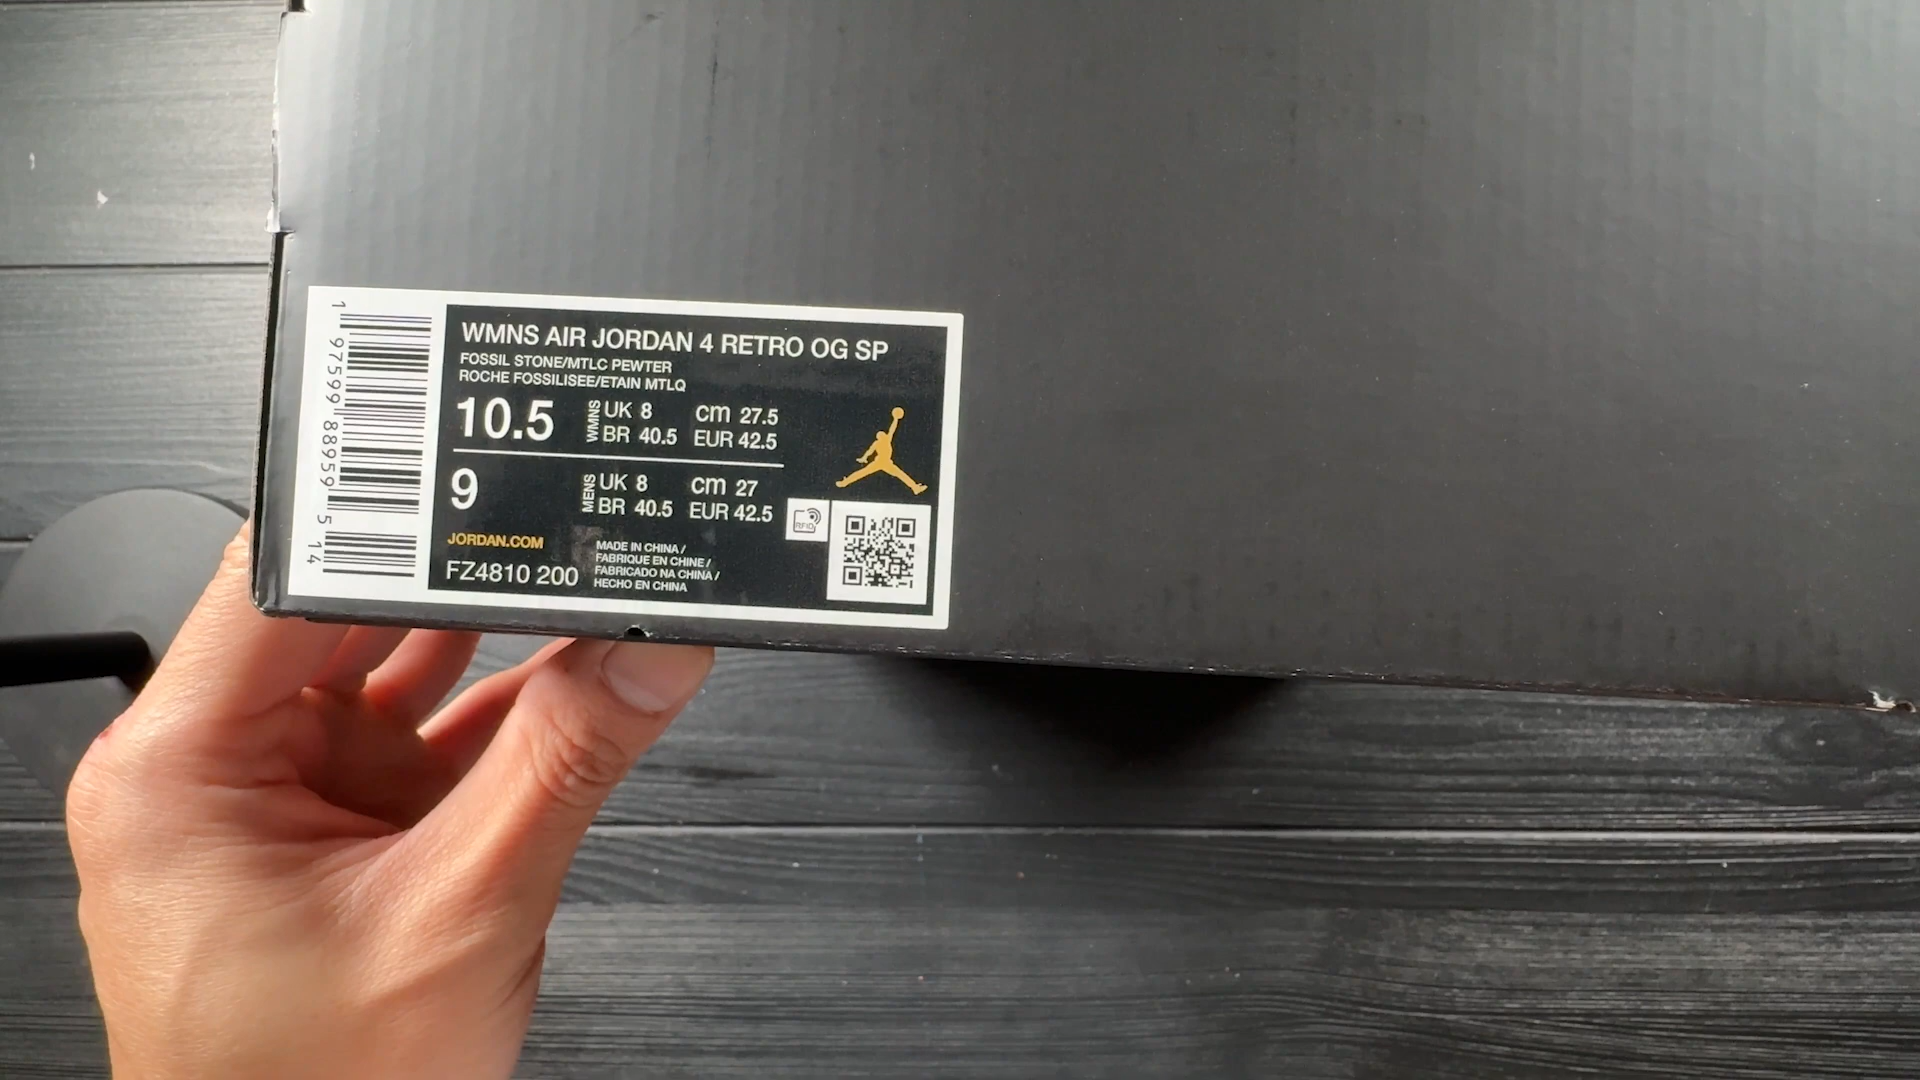 1 97599 88959 5 14
WMNS AIR JORDAN 4 RETRO OG SP
FOSSIL STONE/MTLC PEWTER
ROCHE FOSSILISEE/ETAIN MTLQ
10.5 WMNS UK 8 cm 27.5
BR 40.5 EUR 42.5
9 MENS UK 8 cm 27
BR 40.5 EUR 42.5
RFID
JORDAN.COM
FZ4810 200
MADE IN CHINA /
FABRIQUE EN CHINE /
FABRICADO NA CHINA /
HECHO EN CHINA